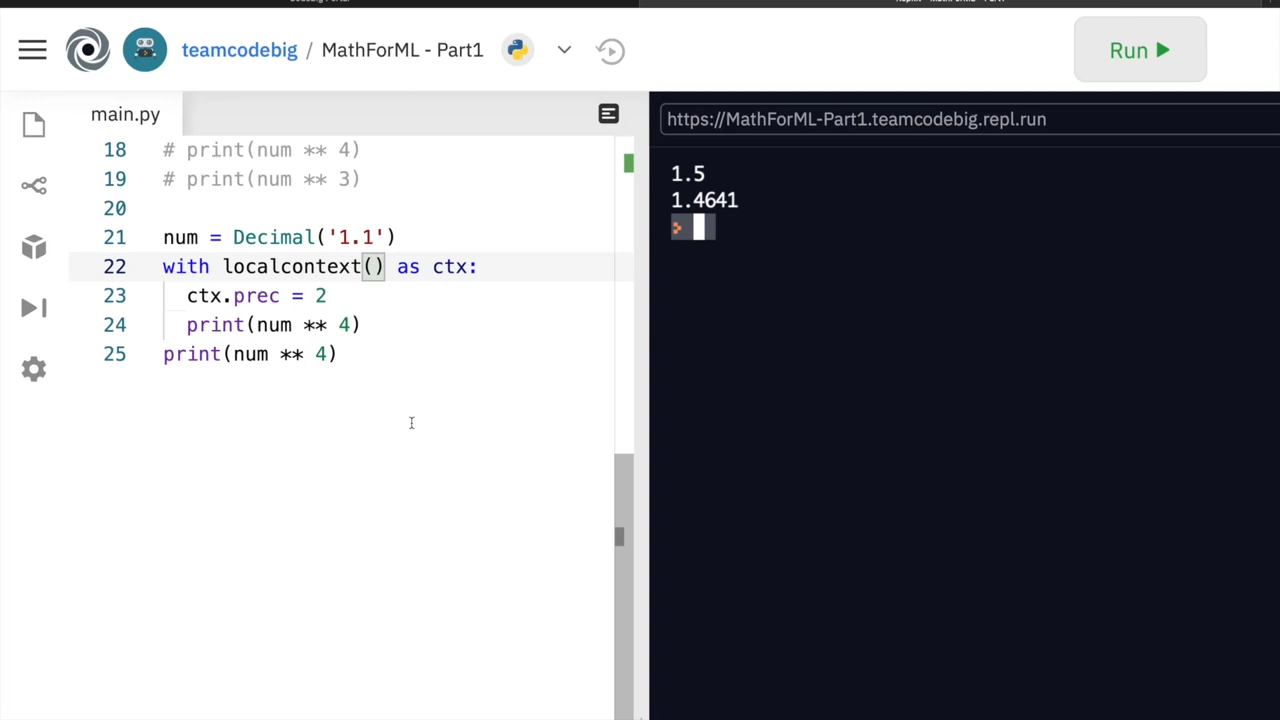 teamcodebig / MathForML - Part1
Run
main.py
18 # print(num ** 4)
19 # print(num ** 3)
20
21 num = Decimal('1.1')
22 with localcontext() as ctx:
23 ctx.prec = 2
24 print(num ** 4)
25 print(num ** 4)
https://MathForML-Part1.teamcodebig.repl.run
1.5
1.4641